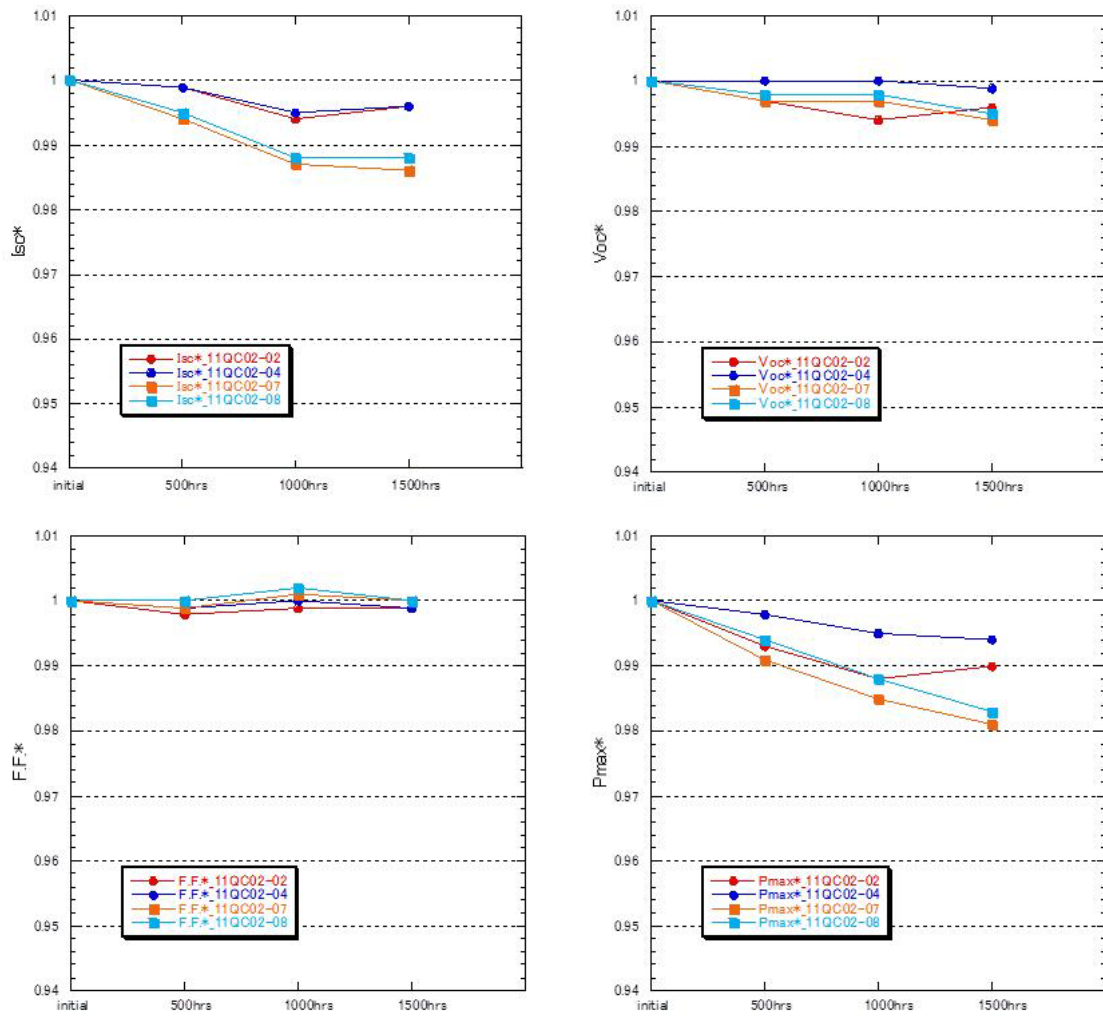 1.01
1
0.99
0.98
0.97
0.96
0.95
0.94
Isc*
Isc*_11QC02-02
Isc*_11QC02-04
Isc*_11QC02-07
Isc*_11QC02-08
initial 500hrs 1000hrs 1500hrs
1.01
1
0.99
0.98
0.97
0.96
0.95
0.94
Voc*
Voc*_11QC02-02
Voc*_11QC02-04
Voc*_11QC02-07
Voc*_11QC02-08
initial 500hrs 1000hrs 1500hrs
1.01
1
0.99
0.98
0.97
0.96
0.95
0.94
F.F.*
F.F.*_11QC02-02
F.F.*_11QC02-04
F.F.*_11QC02-07
F.F.*_11QC02-08
initial 500hrs 1000hrs 1500hrs
1.01
1
0.99
0.98
0.97
0.96
0.95
0.94
Pmax*
Pmax*_11QC02-02
Pmax*_11QC02-04
Pmax*_11QC02-07
Pmax*_11QC02-08
initial 500hrs 1000hrs 1500hrs